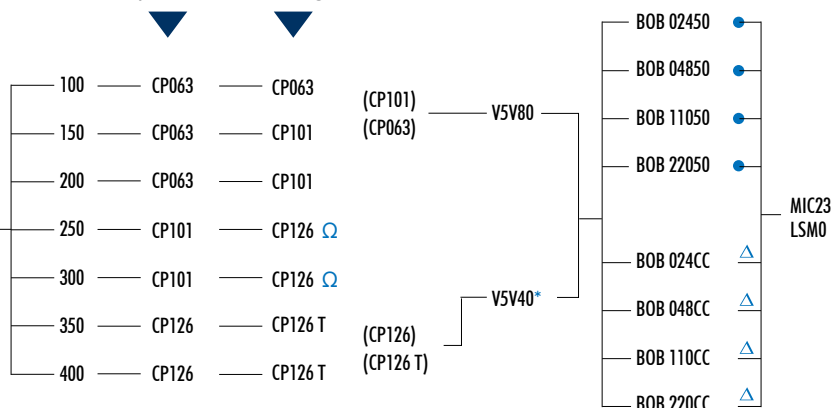 100 CP063 CP063
150 CP063 CP101
200 CP063 CP101
250 CP101 CP126 Ω
300 CP101 CP126 Ω
350 CP126 CP126 T
400 CP126 CP126 T
(CP101)
(CP063)
V5V80
(CP126)
(CP126 T)
V5V40*
BOB 02450
BOB 04850
BOB 11050
BOB 22050
BOB 024CC Δ
BOB 048CC Δ
BOB 110CC Δ
BOB 220CC Δ
MIC23
LSM0